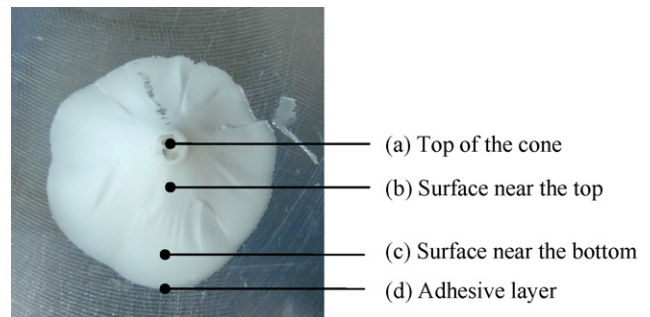 (a) Top of the cone
(b) Surface near the top
(c) Surface near the bottom
(d) Adhesive layer